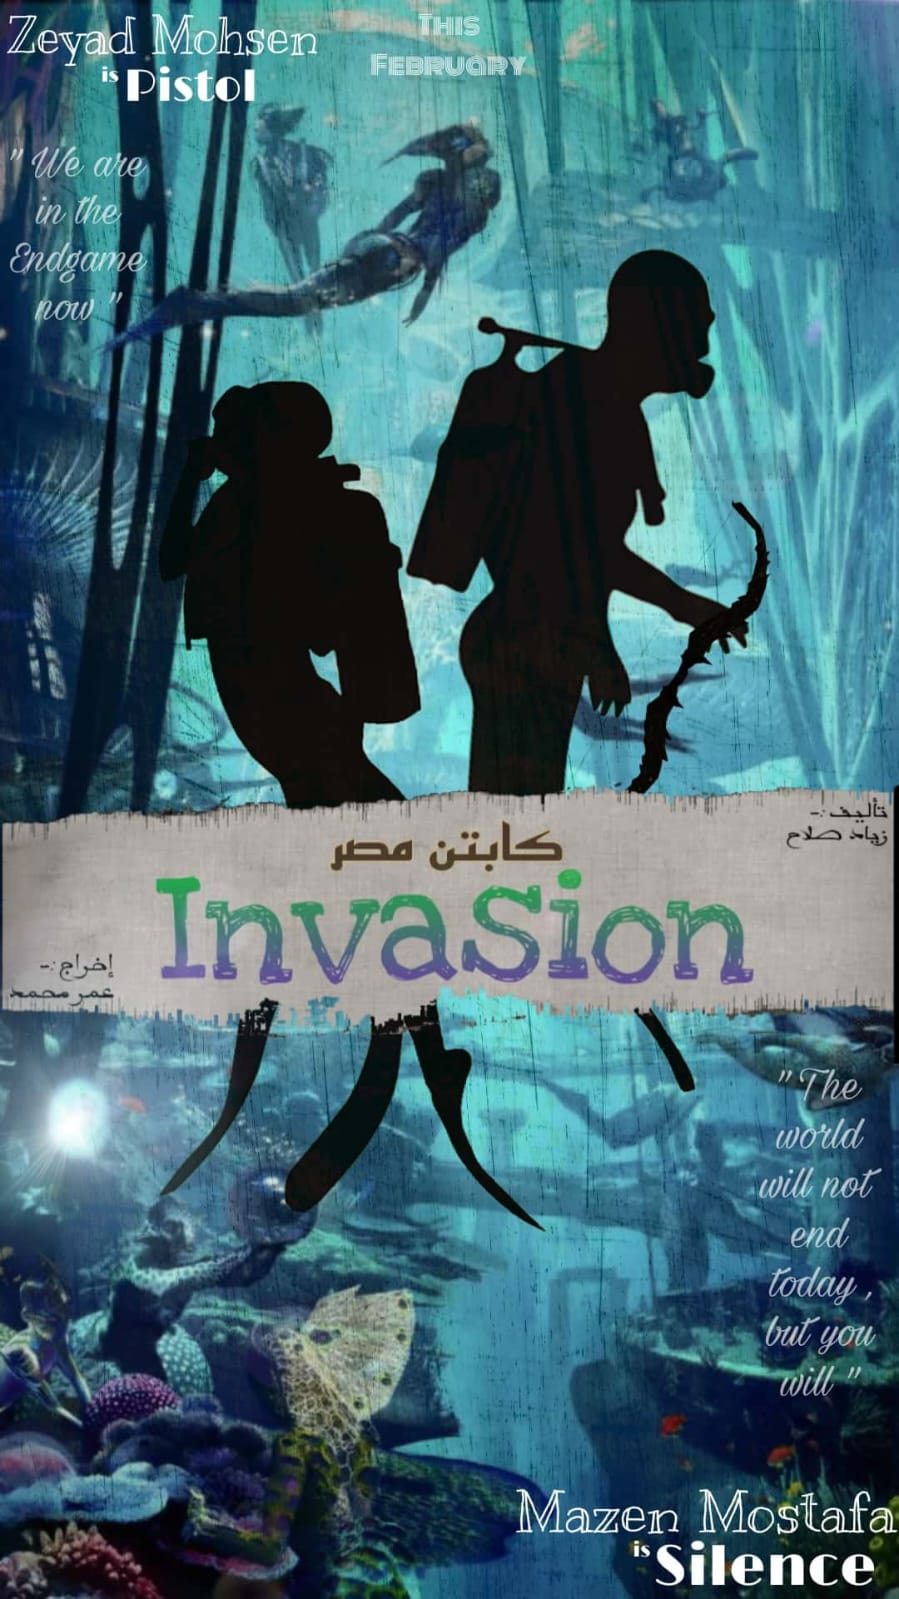 Zeyad Mohsen
is Pistol
This
February
" We are
in the
Endgame
now "
تأليف :-
زياد صلاح
كابتن مصر
Invasion
إخراج :-
عمر محمد
" The
world
will not
end
today ,
but you
will "
Mazen Mostafa
is Silence